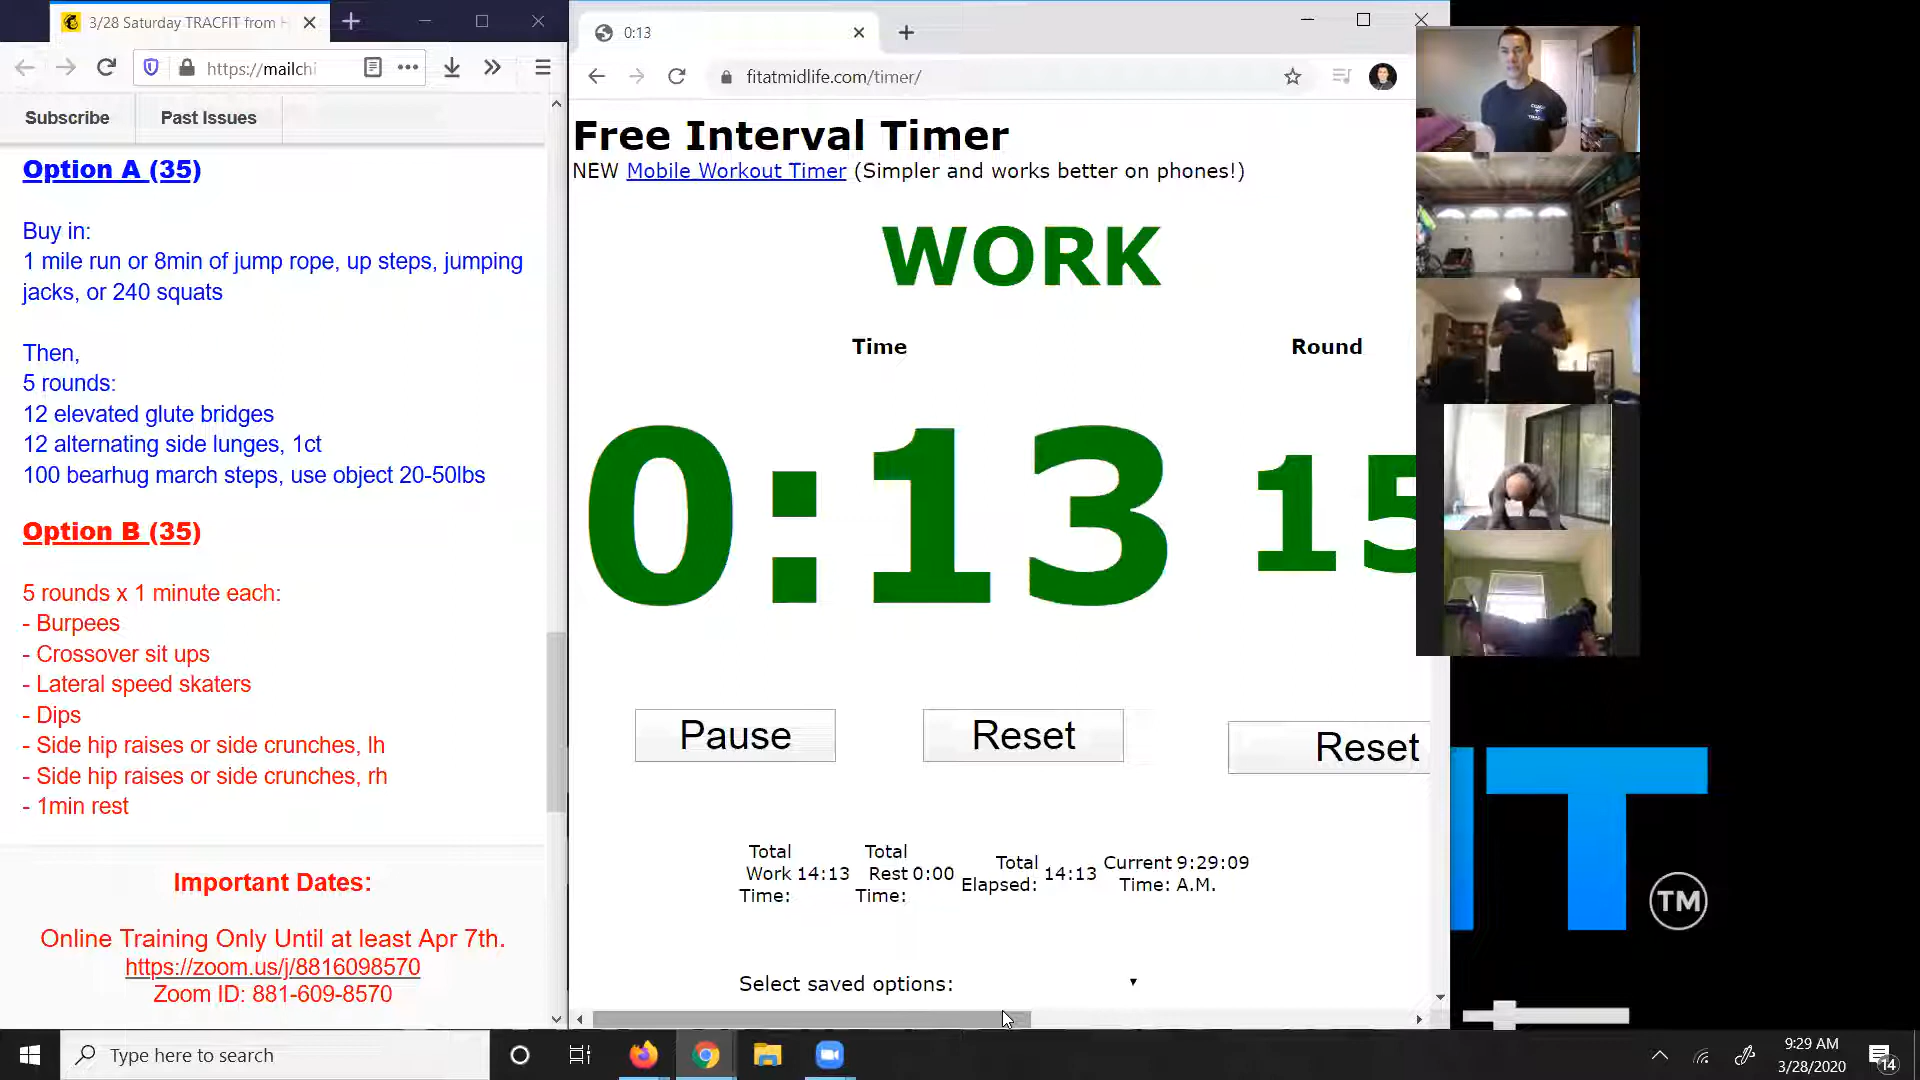 3/28 Saturday TRACFIT from
https://mailchi
Subscribe
Past Issues
Option A (35)
Buy in:
1 mile run or 8min of jump rope, up steps, jumping
jacks, or 240 squats
Then,
5 rounds:
12 elevated glute bridges
12 alternating side lunges, 1ct
100 bearhug march steps, use object 20-50lbs
Option B (35)
5 rounds x 1 minute each:
- Burpees
- Crossover sit ups
- Lateral speed skaters
- Dips
- Side hip raises or side crunches, lh
- Side hip raises or side crunches, rh
- 1min rest
Important Dates:
Online Training Only Until at least Apr 7th.
https://zoom.us/j/8816098570
Zoom ID: 881-609-8570
0:13
fitatmidlife.com/timer/
Free Interval Timer
NEW Mobile Workout Timer (Simpler and works better on phones!)
WORK
Time
Round
0:13
15
Pause
Reset
Reset
Total Work Time: 14:13
Total Rest Time: 0:00
Total Elapsed: 14:13
Current Time: 9:29:09 A.M.
Select saved options:
IT
TM
Type here to search
9:29 AM
3/28/2020
14